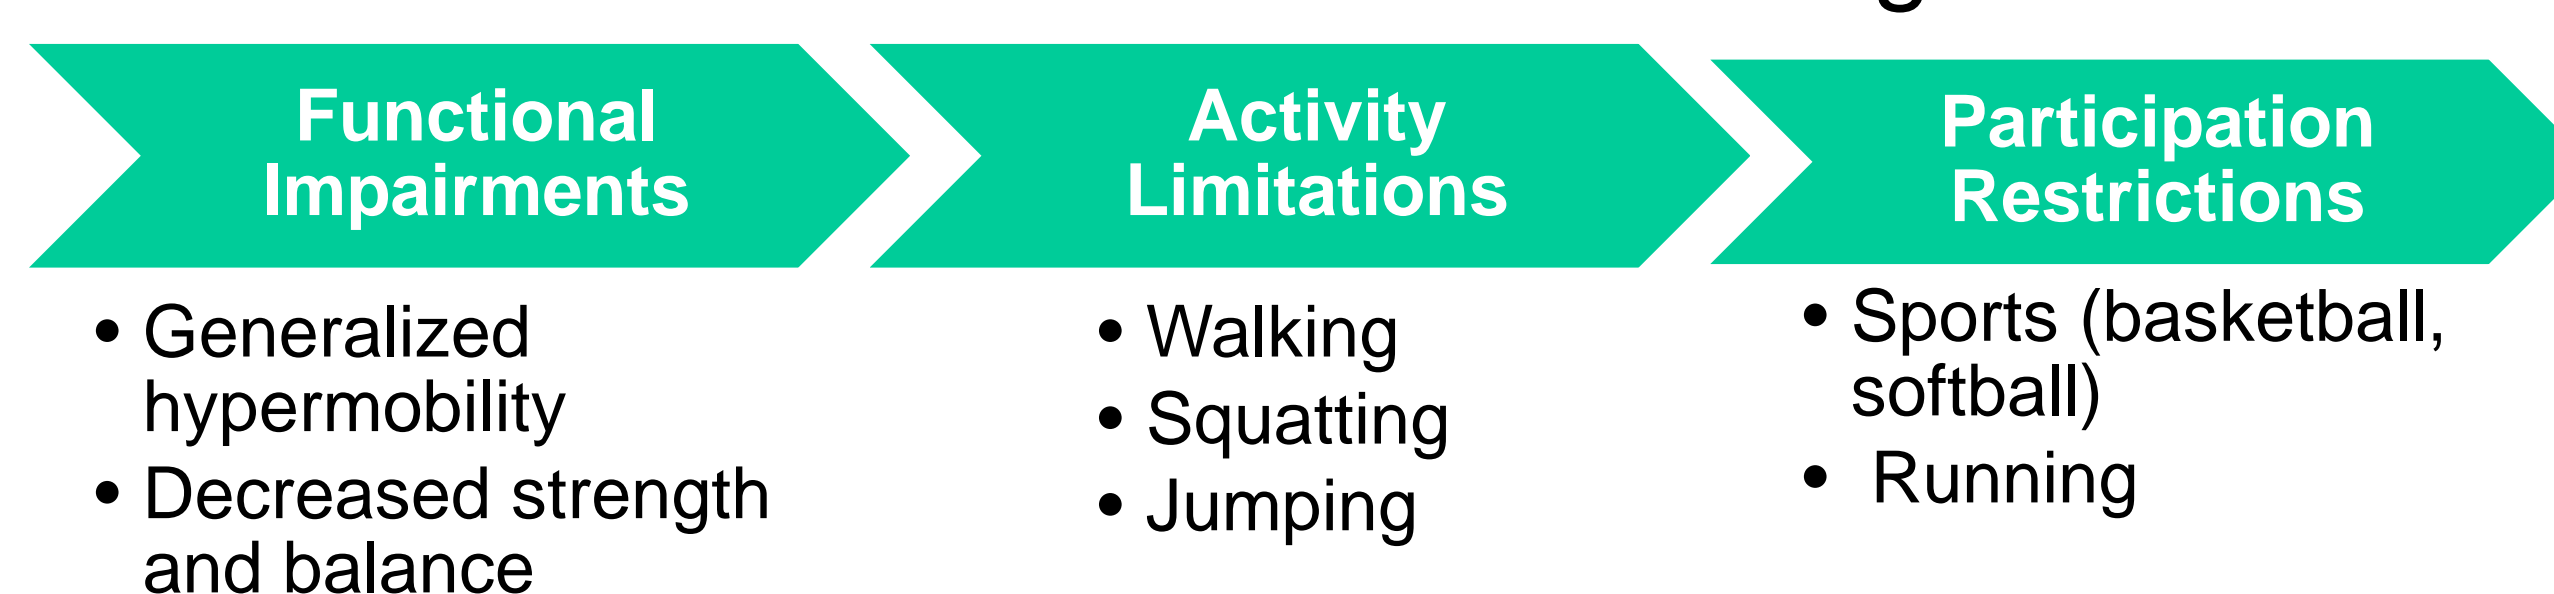 Functional
Impairments
• Generalized
hypermobility
• Decreased strength
and balance
Activity
Limitations
• Walking
• Squatting
• Jumping
Participation
Restrictions
• Sports (basketball,
softball)
• Running